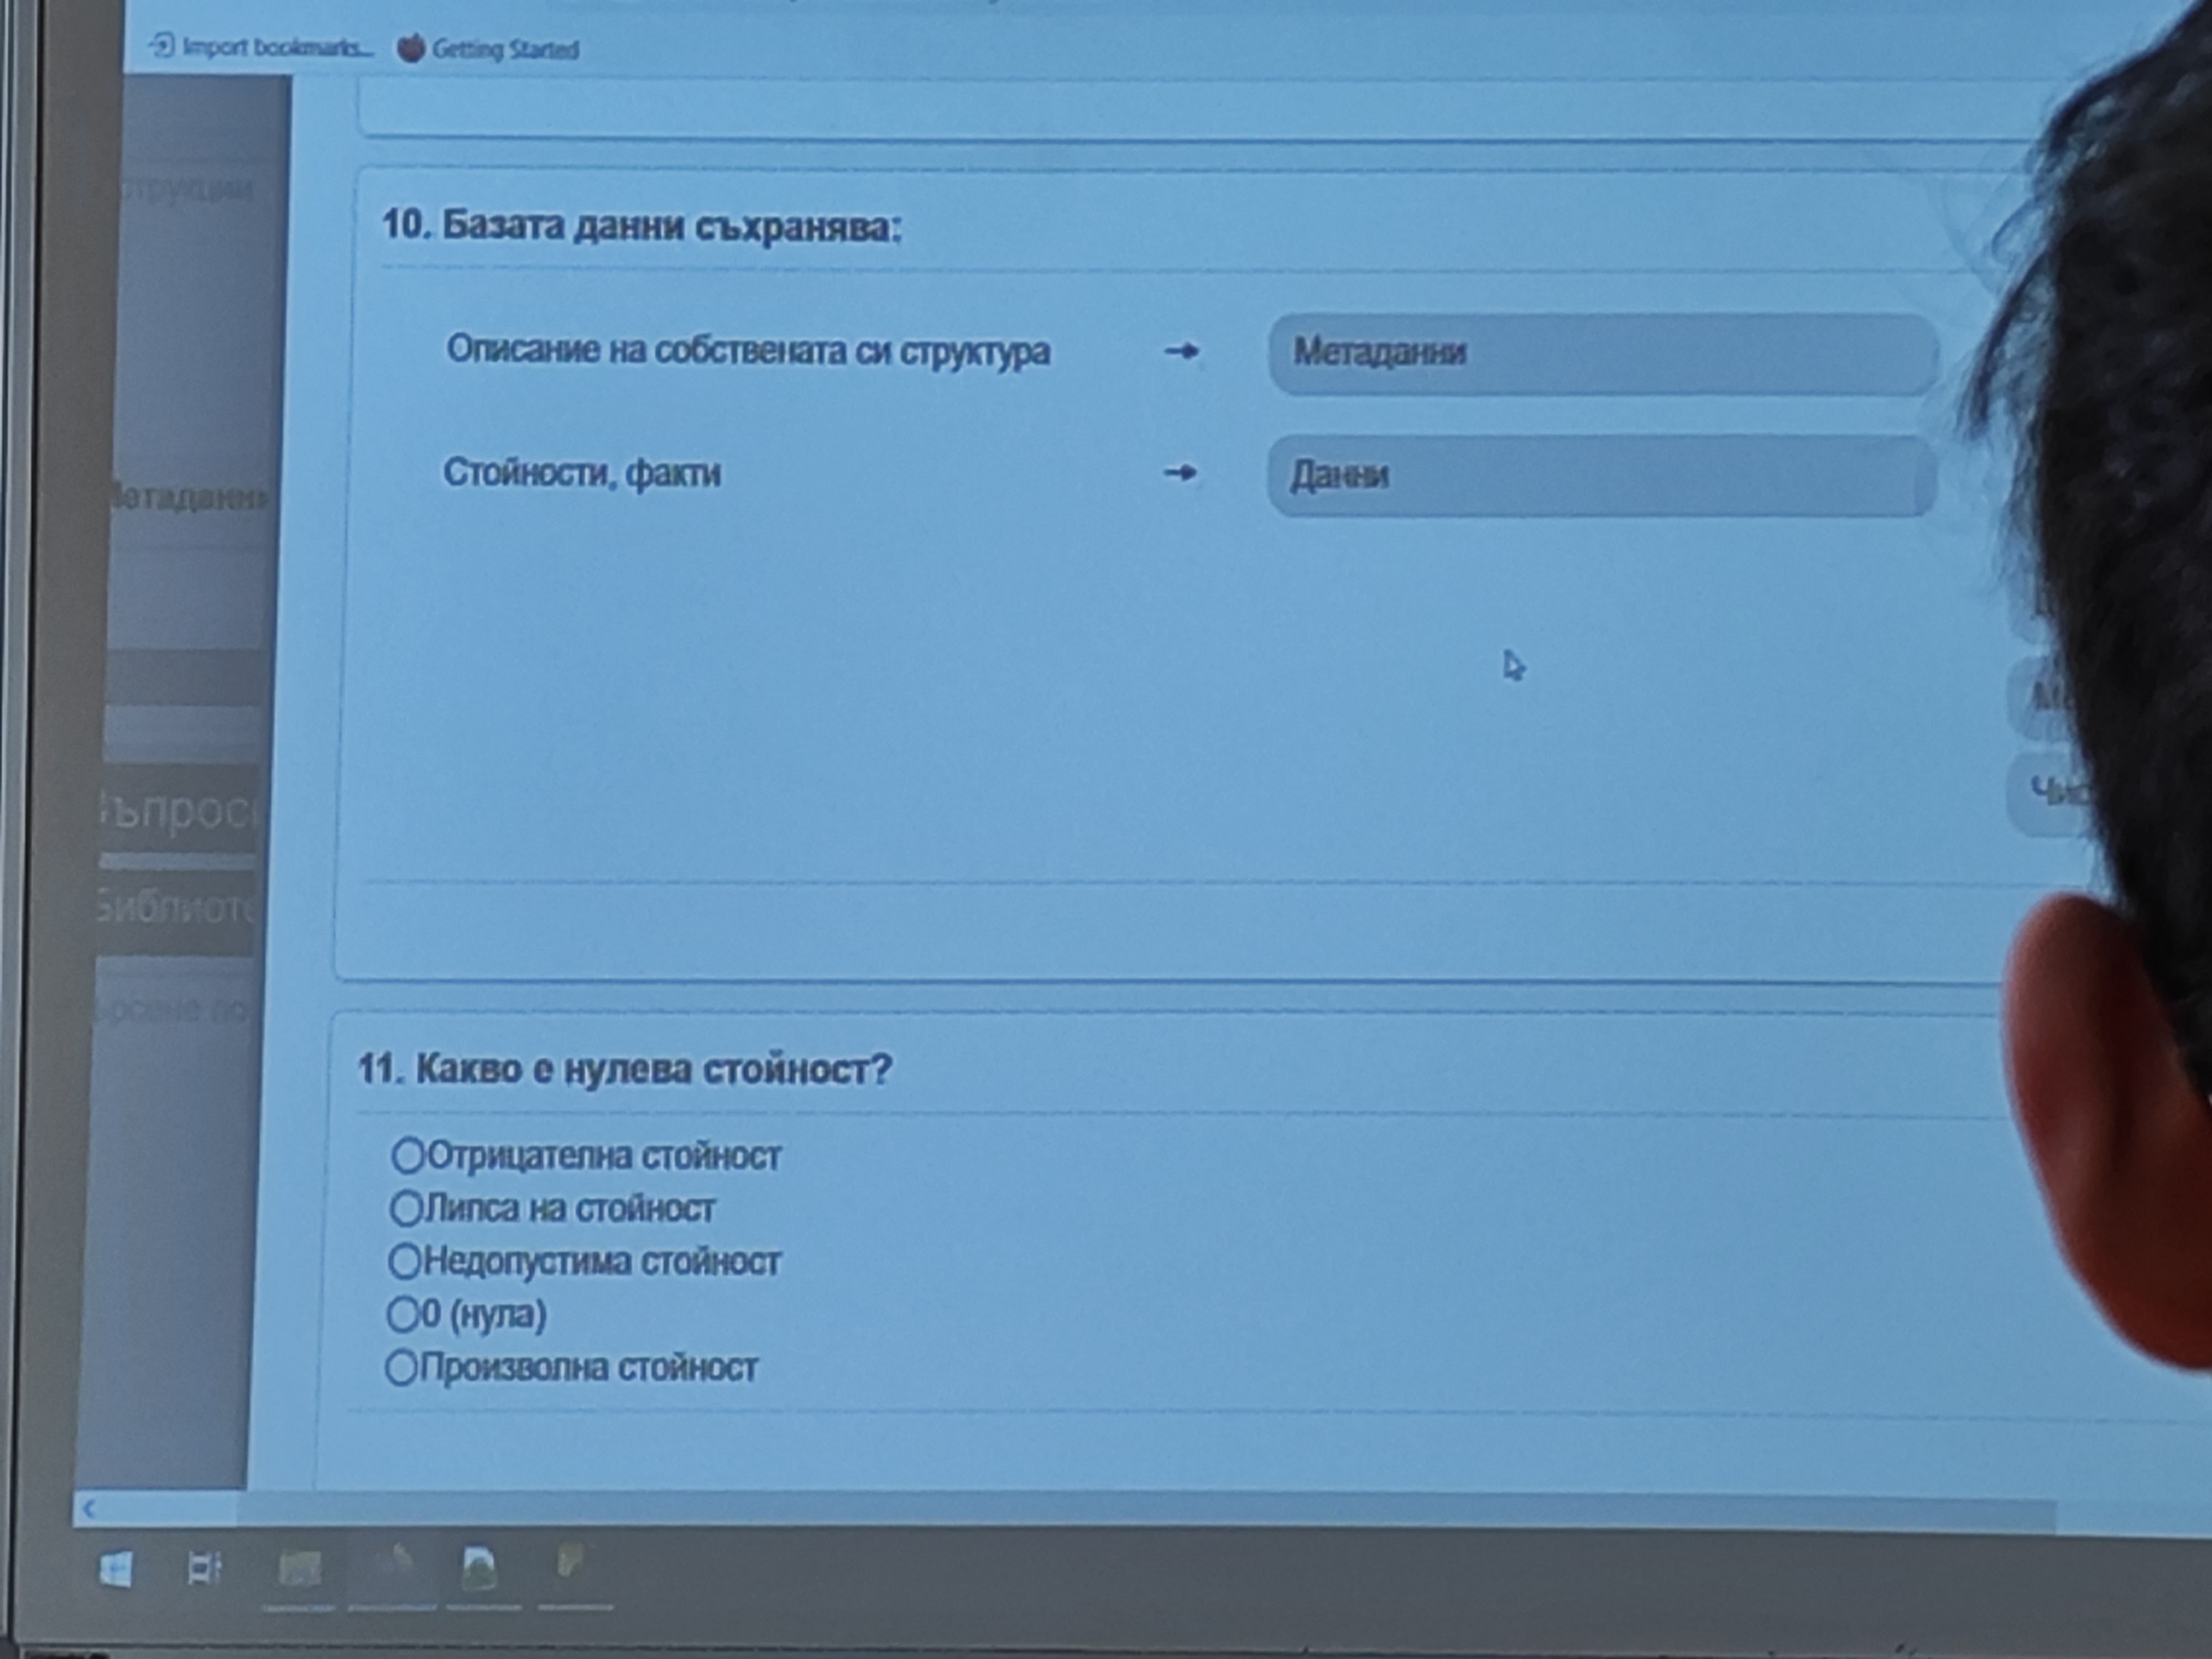 Import bookmarks...
Getting Started
10. Базата данни съхранява:
Описание на собствената си структура → Метаданни
Стойности, факти → Данни
11. Какво е нулева стойност?
Отрицателна стойност
Липса на стойност
Недопустима стойност
0 (нула)
Произволна стойност